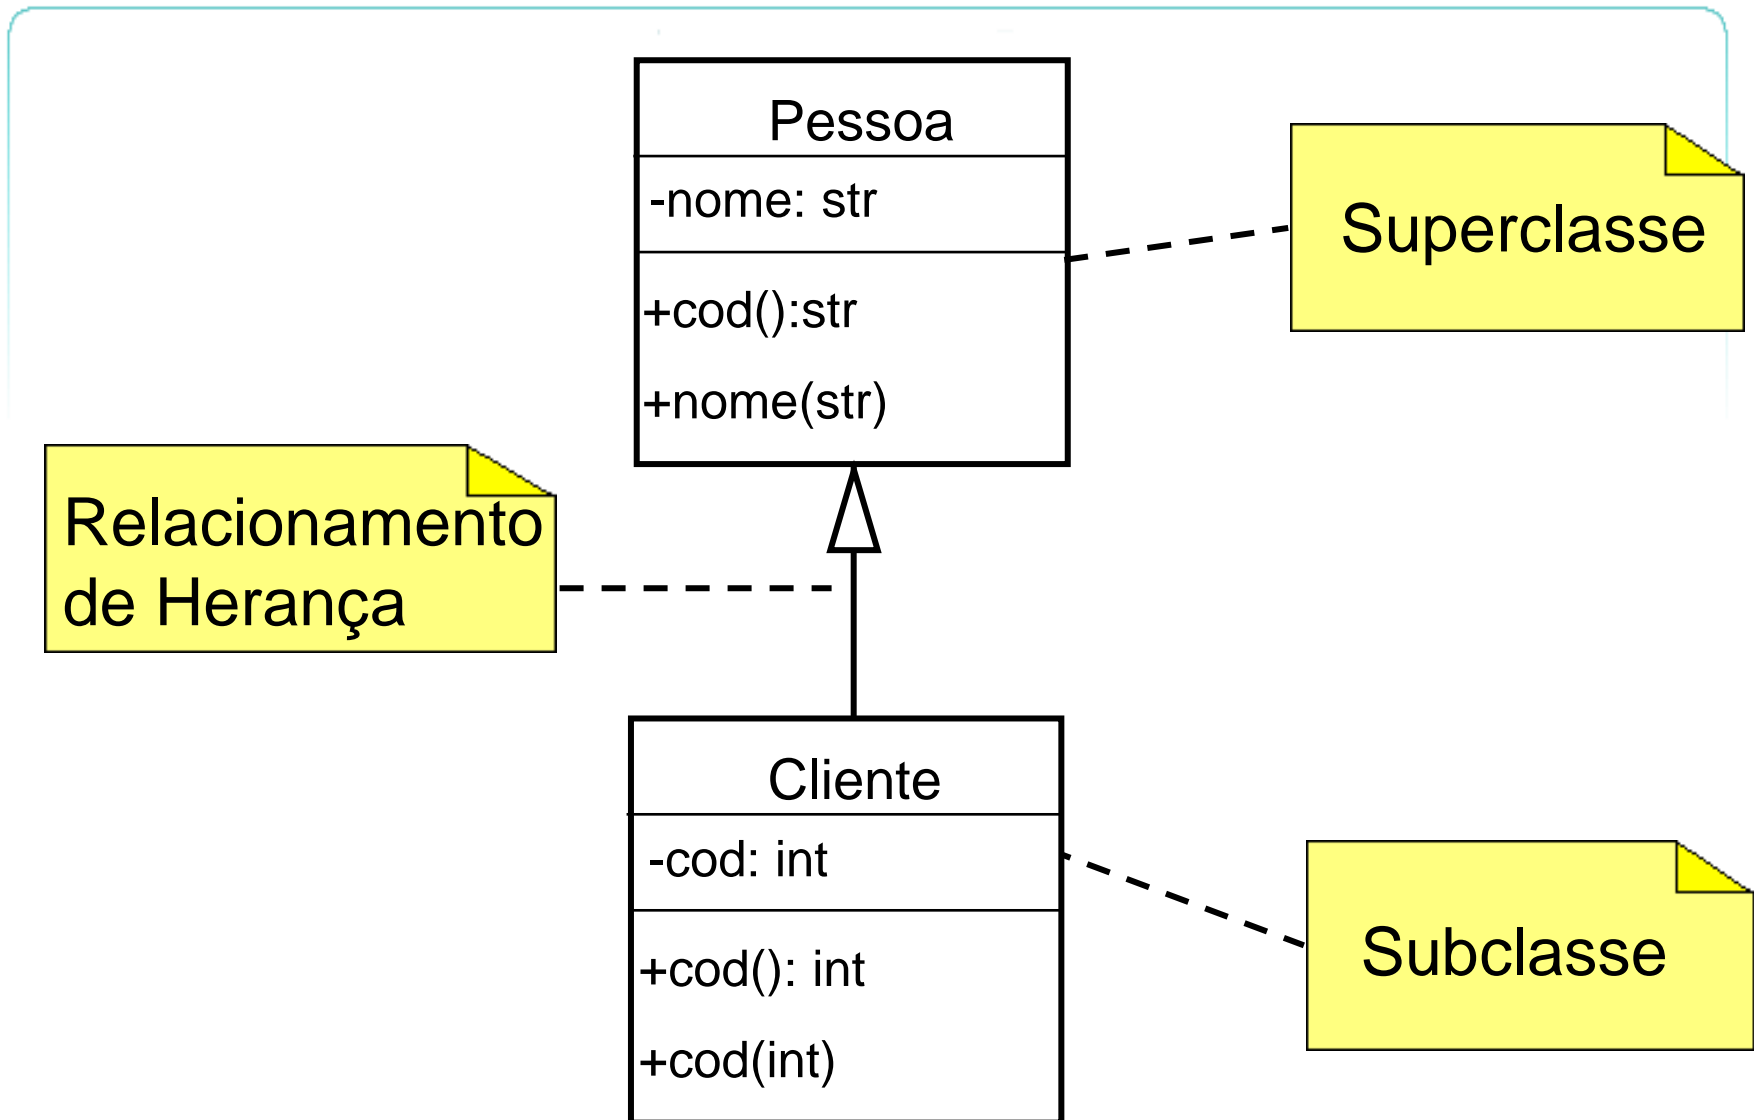 Pessoa
-nome: str
+cod():str
+nome(str)
Superclasse
Relacionamento
de Herança
Cliente
-cod: int
+cod(): int
+cod(int)
Subclasse